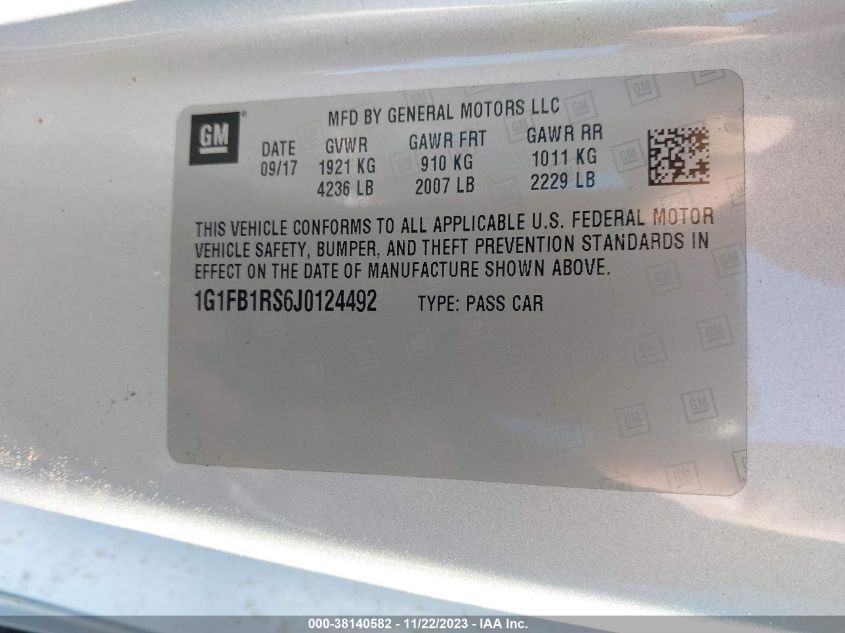 GM
MFD BY GENERAL MOTORS LLC
DATE GVWR GAWR FRT GAWR RR
09/17 1921 KG 910 KG 1011 KG
4236 LB 2007 LB 2229 LB
THIS VEHICLE CONFORMS TO ALL APPLICABLE U.S. FEDERAL MOTOR
VEHICLE SAFETY, BUMPER, AND THEFT PREVENTION STANDARDS IN
EFFECT ON THE DATE OF MANUFACTURE SHOWN ABOVE.
1G1FB1RS6J0124492 TYPE: PASS CAR
000-38140582 - 11/22/2023 - IAA Inc.